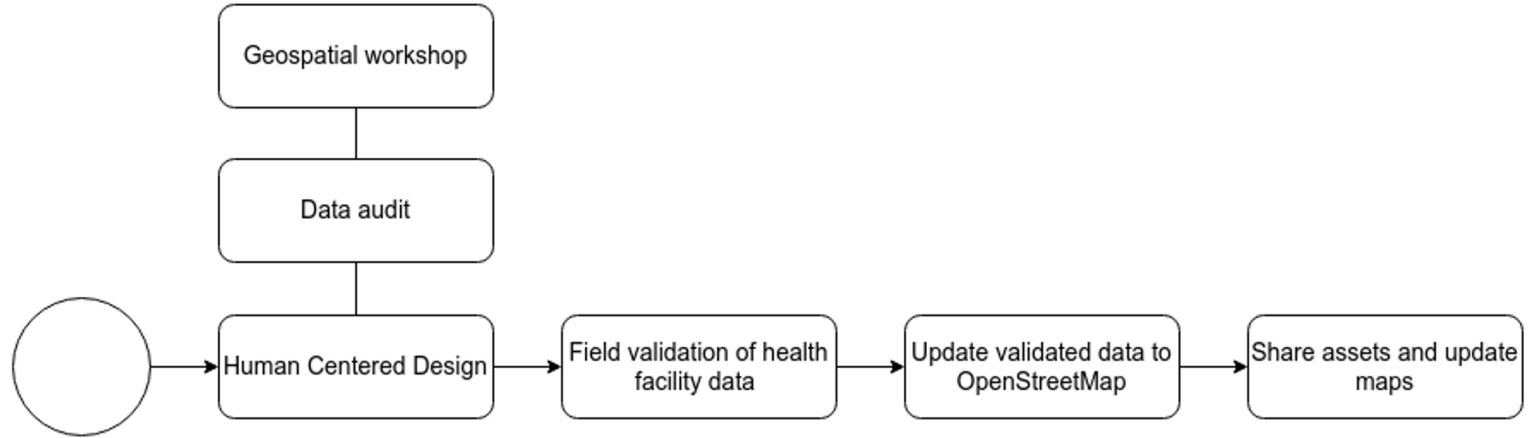 Geospatial workshop
Data audit
Human Centered Design
Field validation of health
facility data
Update validated data to
OpenStreetMap
Share assets and update
maps